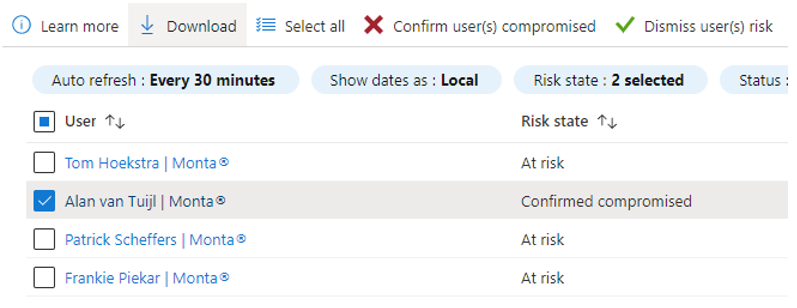 Learn more Download Select all Confirm user(s) compromised Dismiss user(s) risk
Auto refresh : Every 30 minutes Show dates as : Local Risk state : 2 selected Status :
User Risk state
Tom Hoekstra | Monta® At risk
Alan van Tuijl | Monta® Confirmed compromised
Patrick Scheffers | Monta® At risk
Frankie Piekar | Monta® At risk